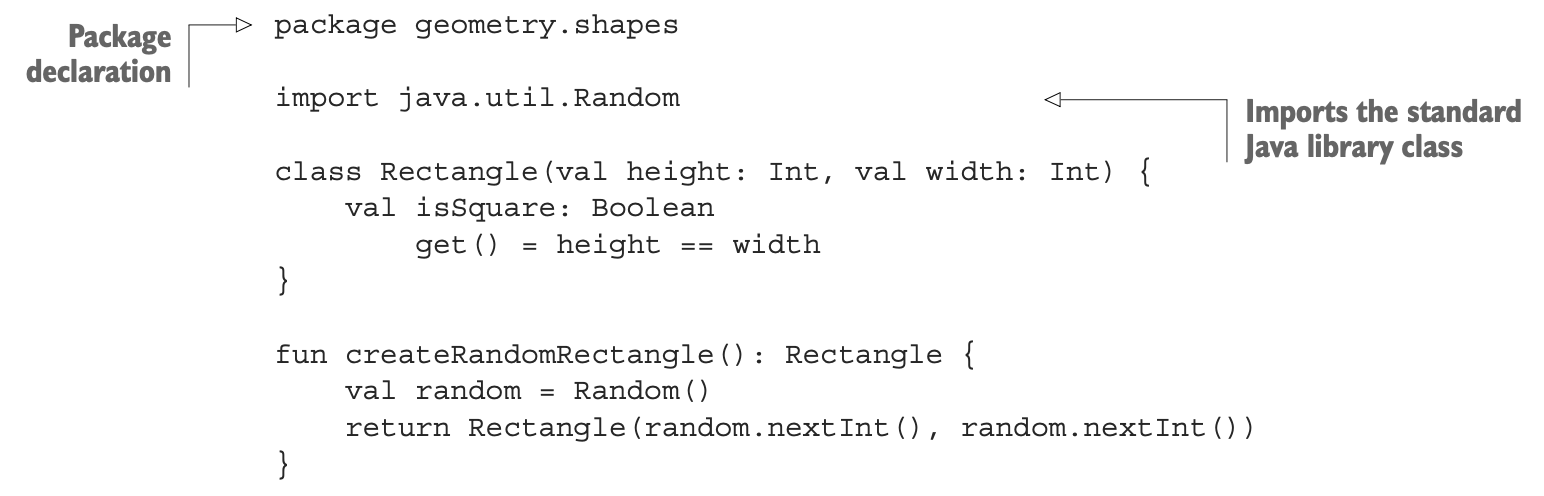 Package
declaration
package geometry.shapes
import java.util.Random
Imports the standard
Java library class
class Rectangle(val height: Int, val width: Int) {
    val isSquare: Boolean
        get() = height == width
}
fun createRandomRectangle(): Rectangle {
    val random = Random()
    return Rectangle(random.nextInt(), random.nextInt())
}